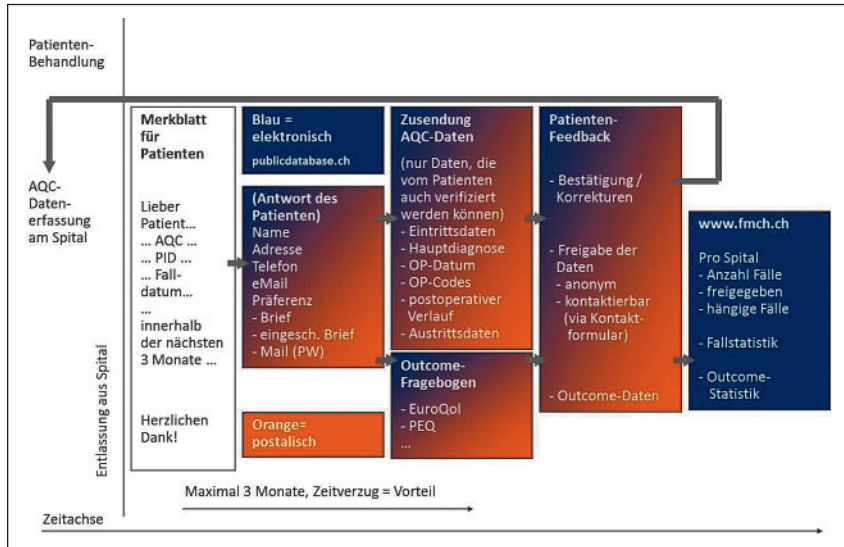 Patienten-
Behandlung
AQC-
Daten-
erfassung
am Spital
Entlassung aus Spital
Merkblatt
für
Patienten
Lieber
Patient...
... AQC ...
... PID ...
... Fall-
datum...
...
innerhalb
der nächsten
3 Monate ...
Herzlichen
Dank!
Blau =
elektronisch
publicdatabase.ch
(Antwort des
Patienten)
Name
Adresse
Telefon
eMail
Präferenz
- Brief
- eingesch. Brief
- Mail (PW)
Orange=
postalisch
Zusendung
AQC-Daten
(nur Daten, die
vom Patienten
auch verifiziert
werden können)
- Eintrittsdaten
- Hauptdiagnose
- OP-Datum
- OP-Codes
- postoperativer
Verlauf
- Austrittsdaten
Outcome-
Fragebogen
- EuroQol
- PEQ
...
Patienten-
Feedback
- Bestätigung /
Korrekturen
- Freigabe der
Daten
- anonym
- kontaktierbar
(via Kontakt-
formular)
- Outcome-Daten
www.fmch.ch
Pro Spital
- Anzahl Fälle
- freigegeben
- hängige Fälle
- Fallstatistik
- Outcome-
Statistik
Maximal 3 Monate, Zeitverzug = Vorteil
Zeitachse